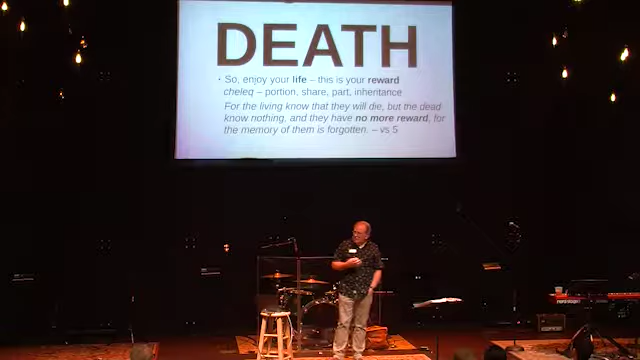 DEATH
· So, enjoy your life – this is your reward
cheleq – portion, share, part, inheritance
For the living know that they will die, but the dead
know nothing, and they have no more reward, for
the memory of them is forgotten. – vs 5